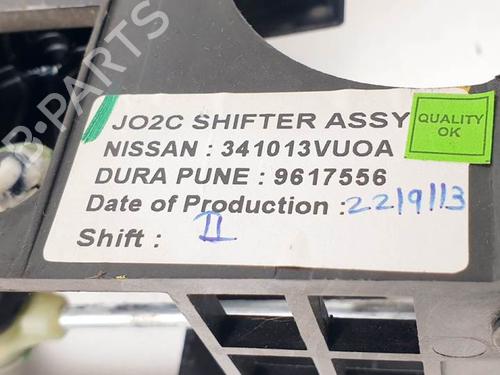 B-PARTS
JO2C SHIFTER ASSY
QUALITY
OK
NISSAN : 341013VUOA
DURA PUNE : 9617556
Date of Production : 22/9/13
Shift : II